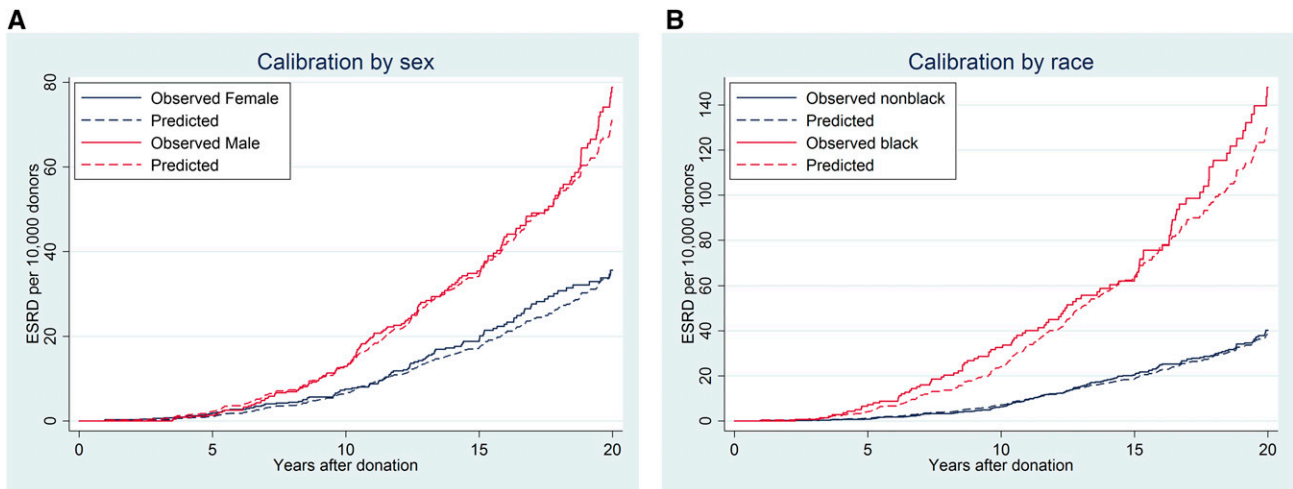 A
Calibration by sex
ESRD per 10,000 donors
80
60
40
20
0
Observed Female
Predicted
Observed Male
Predicted
0 5 10 15 20
Years after donation
B
Calibration by race
ESRD per 10,000 donors
140
120
100
80
60
40
20
0
Observed nonblack
Predicted
Observed black
Predicted
0 5 10 15 20
Years after donation